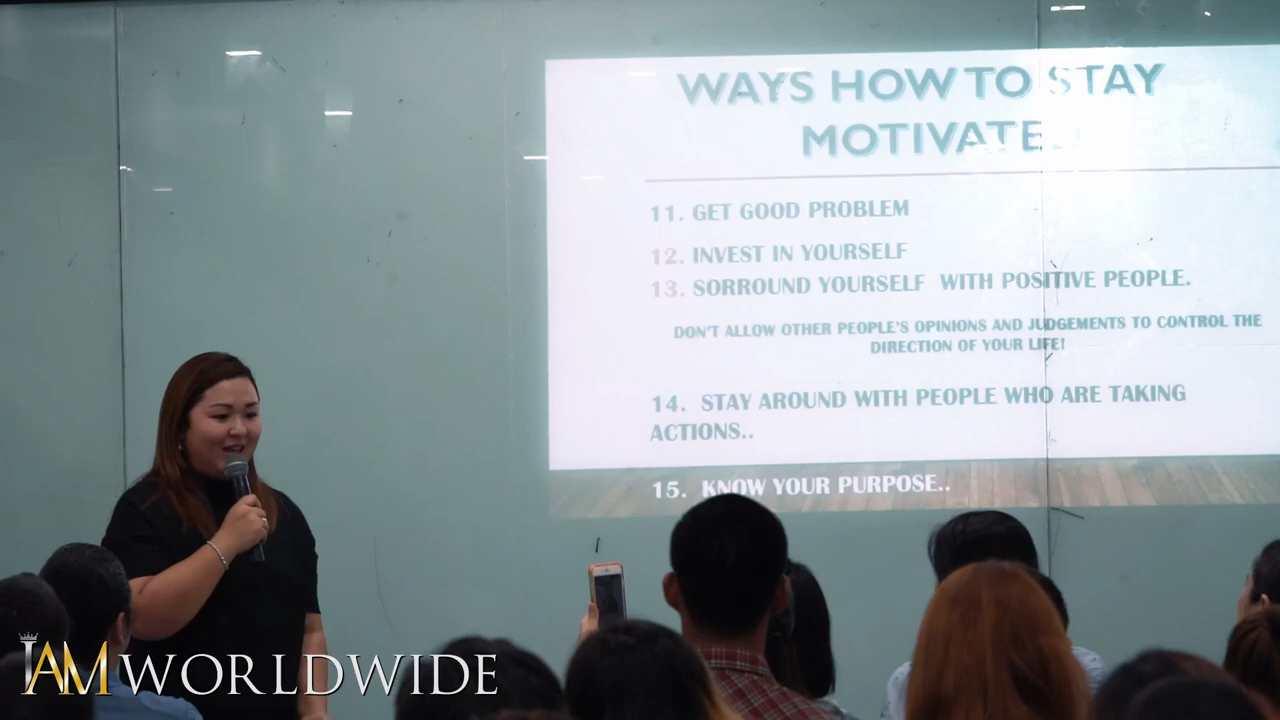 WAYS HOW TO STAY
MOTIVATE
11. GET GOOD PROBLEM
12. INVEST IN YOURSELF
13. SORROUND YOURSELF WITH POSITIVE PEOPLE.
DON'T ALLOW OTHER PEOPLE'S OPINIONS AND JUDGEMENTS TO CONTROL THE
DIRECTION OF YOUR LIFE!
14. STAY AROUND WITH PEOPLE WHO ARE TAKING
ACTIONS..
15. KNOW YOUR PURPOSE..
IAM WORLDWIDE